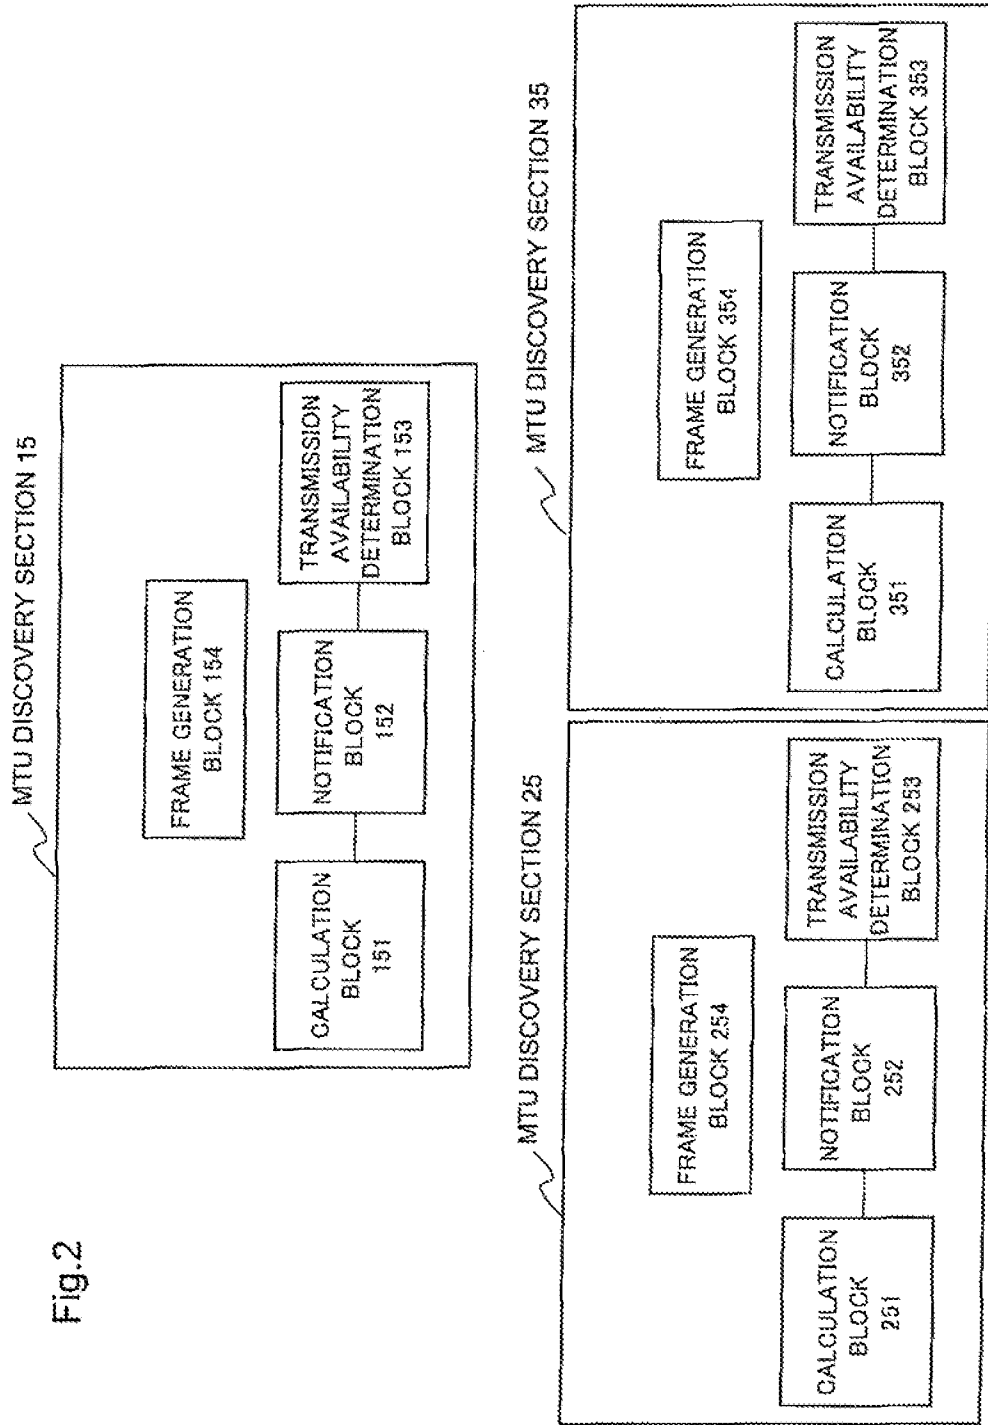 Fig.2
MTU DISCOVERY SECTION 15
FRAME GENERATION
BLOCK 154
CALCULATION
BLOCK
151
NOTIFICATION
BLOCK
152
TRANSMISSION
AVAILABILITY
DETERMINATION
BLOCK 153
MTU DISCOVERY SECTION 25
FRAME GENERATION
BLOCK 254
CALCULATION
BLOCK
251
NOTIFICATION
BLOCK
252
TRANSMISSION
AVAILABILITY
DETERMINATION
BLOCK 253
MTU DISCOVERY SECTION 35
FRAME GENERATION
BLOCK 354
CALCULATION
BLOCK
351
NOTIFICATION
BLOCK
352
TRANSMISSION
AVAILABILITY
DETERMINATION
BLOCK 353